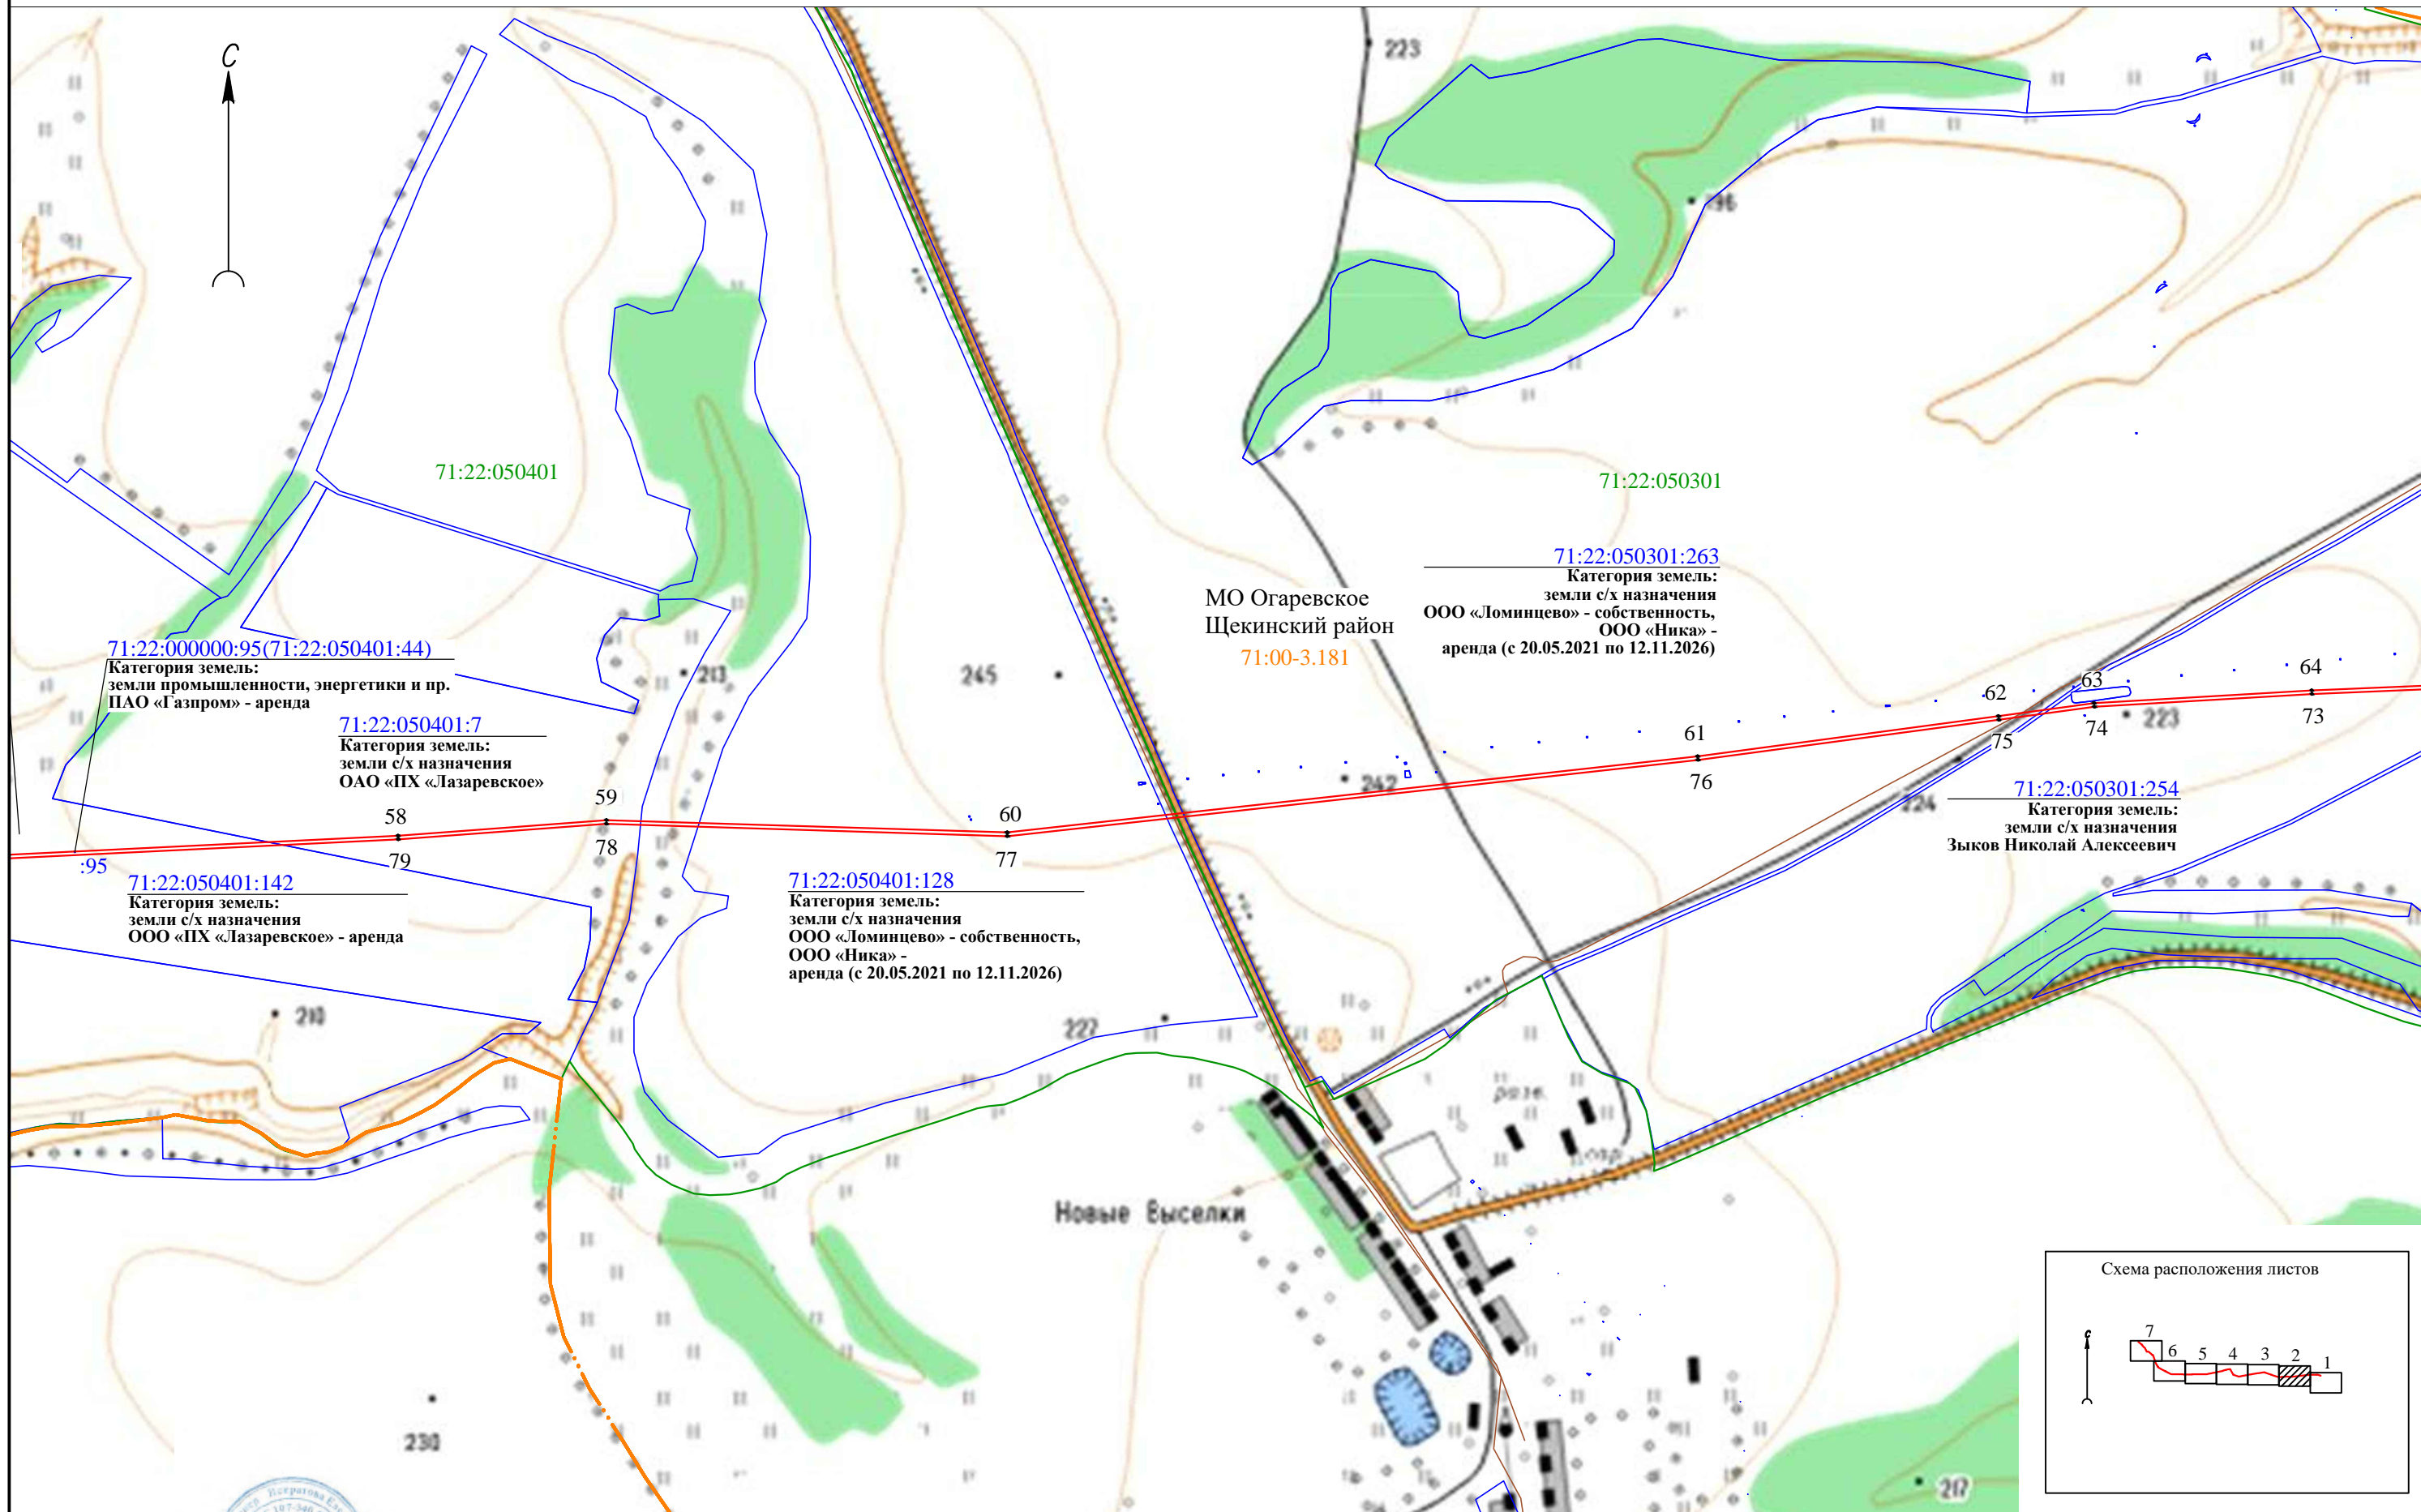 С
223
196
71:22:050401
71:22:050301
71:22:050301:263
Категория земель:
земли с/х назначения
ООО «Ломинцево» - собственность,
ООО «Ника» -
аренда (с 20.05.2021 по 12.11.2026)
МО Огаревское
Щекинский район
71:00-3.181
71:22:000000:95(71:22:050401:44)
Категория земель:
земли промышленности, энергетики и пр.
ПАО «Газпром» - аренда
213
245
71:22:050401:7
Категория земель:
земли с/х назначения
ОАО «ПХ «Лазаревское»
62
63
64
75
74
223
73
61
76
242
58
59
60
79
78
77
:95
224
71:22:050301:254
Категория земель:
земли с/х назначения
Зыков Николай Алексеевич
71:22:050401:142
Категория земель:
земли с/х назначения
ООО «ПХ «Лазаревское» - аренда
71:22:050401:128
Категория земель:
земли с/х назначения
ООО «Ломинцево» - собственность,
ООО «Ника» -
аренда (с 20.05.2021 по 12.11.2026)
210
227
разв.
Новые Выселки
Схема расположения листов
С
7
6
5
4
3
2
1
230
217